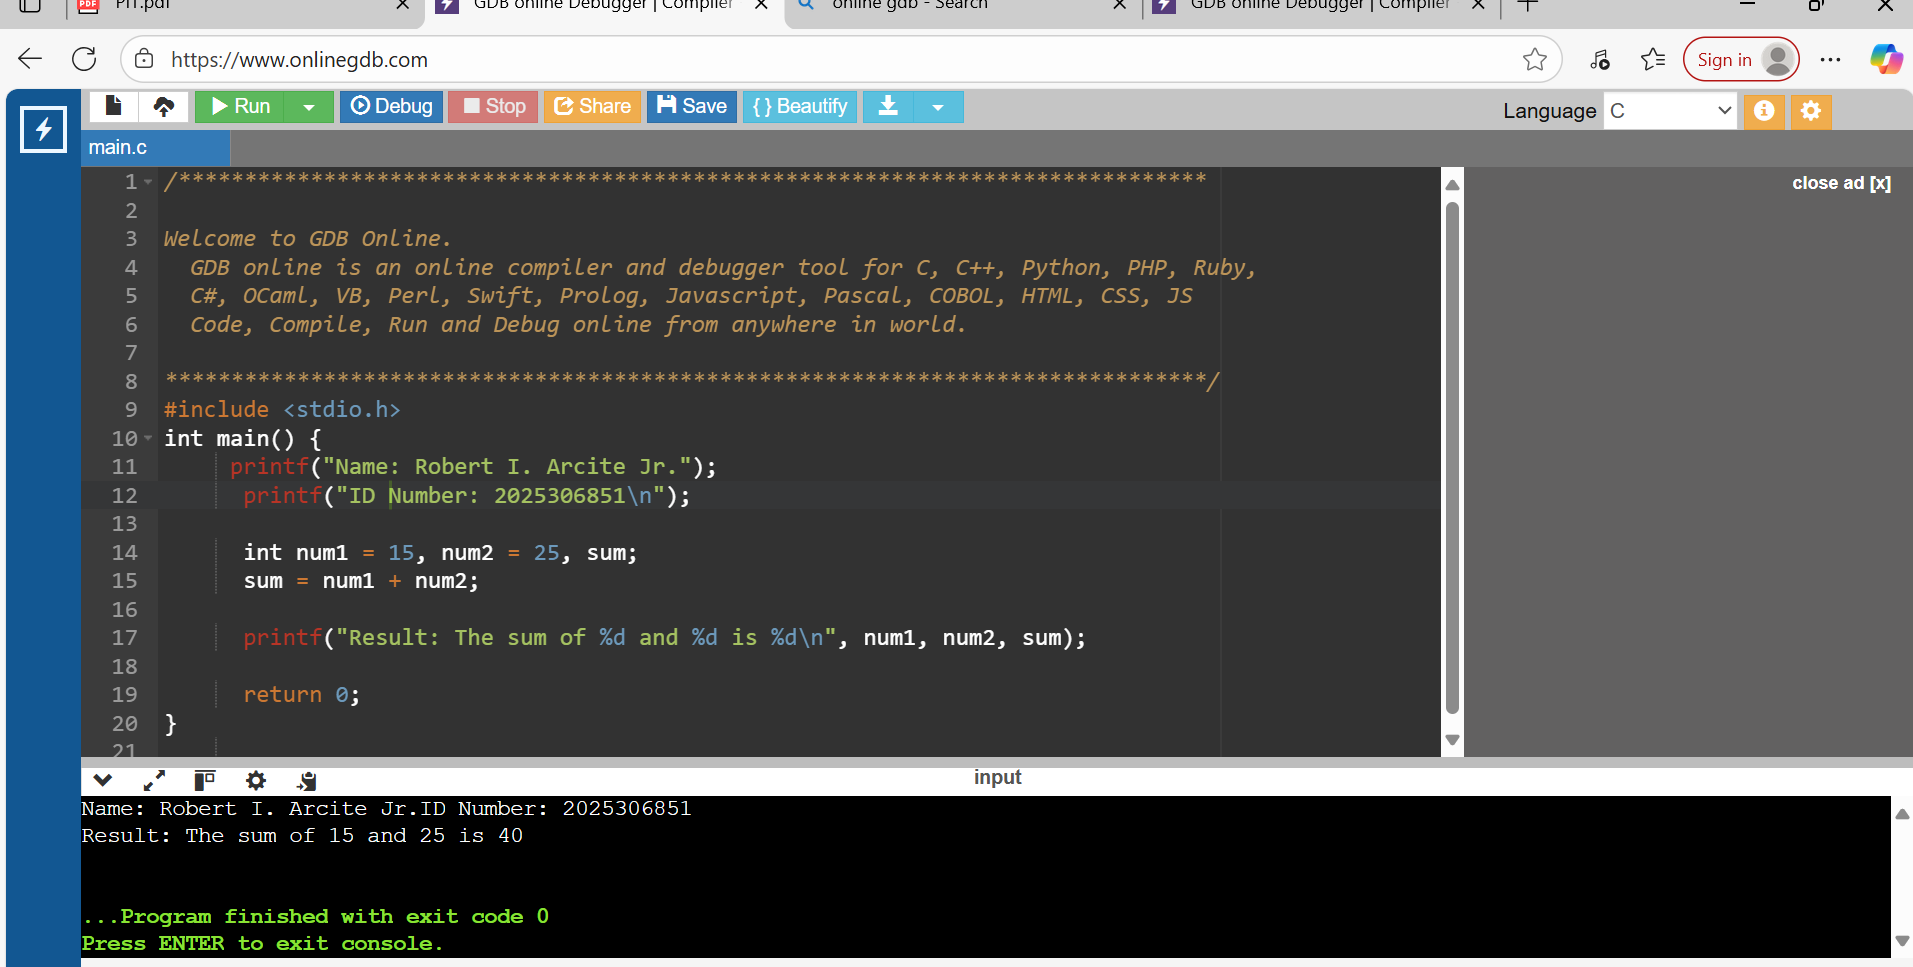 PIT.pdf
GDB online Debugger | Compiler
online gdb - Search
GDB online Debugger | Compiler
https://www.onlinegdb.com
Sign in
Run
Debug
Stop
Share
Save
{ } Beautify
Language C
main.c
close ad [x]
1 /******************************************************************************
2
3 Welcome to GDB Online.
4 GDB online is an online compiler and debugger tool for C, C++, Python, PHP, Ruby,
5 C#, OCaml, VB, Perl, Swift, Prolog, Javascript, Pascal, COBOL, HTML, CSS, JS
6 Code, Compile, Run and Debug online from anywhere in world.
7
8 *******************************************************************************/
9 #include <stdio.h>
10 int main() {
11 printf("Name: Robert I. Arcite Jr.");
12 printf("ID Number: 2025306851\n");
13
14 int num1 = 15, num2 = 25, sum;
15 sum = num1 + num2;
16
17 printf("Result: The sum of %d and %d is %d\n", num1, num2, sum);
18
19 return 0;
20 }
21
input
Name: Robert I. Arcite Jr.ID Number: 2025306851
Result: The sum of 15 and 25 is 40
...Program finished with exit code 0
Press ENTER to exit console.